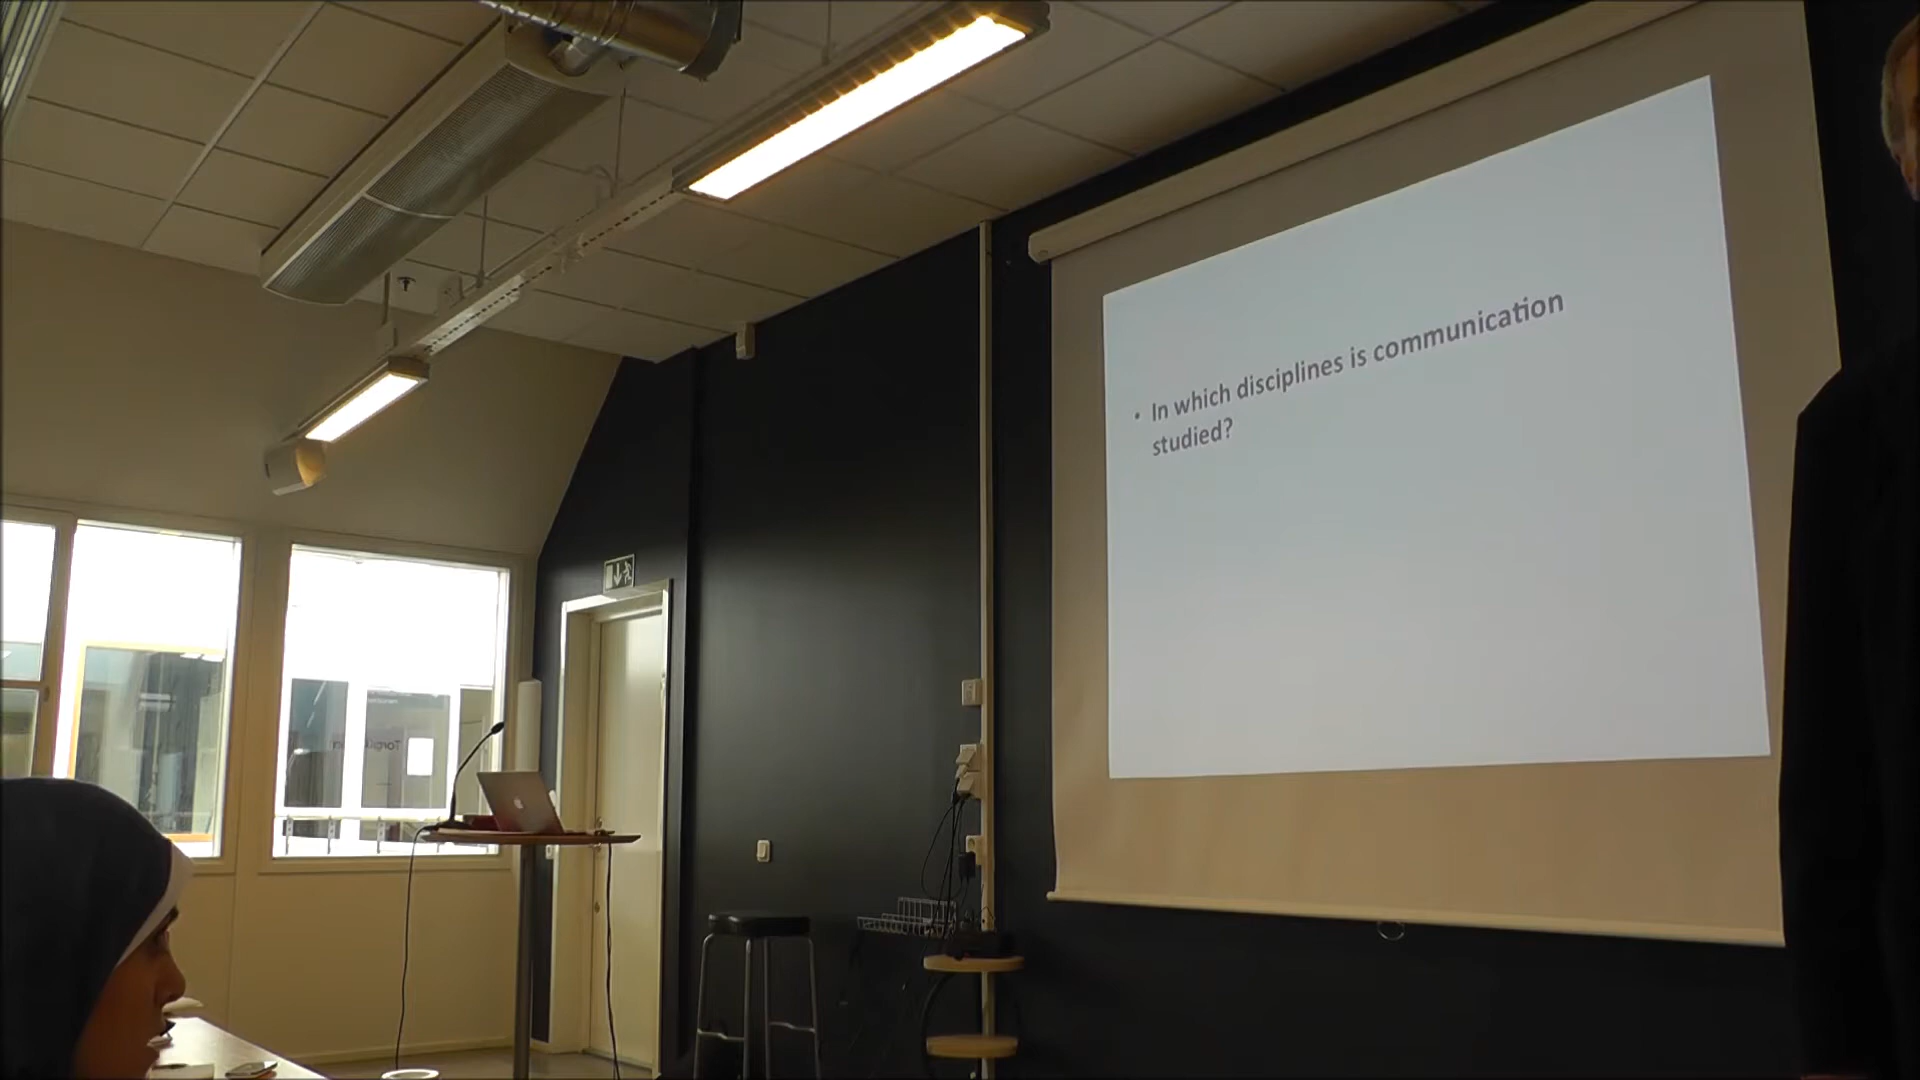 • In which disciplines is communication
studied?